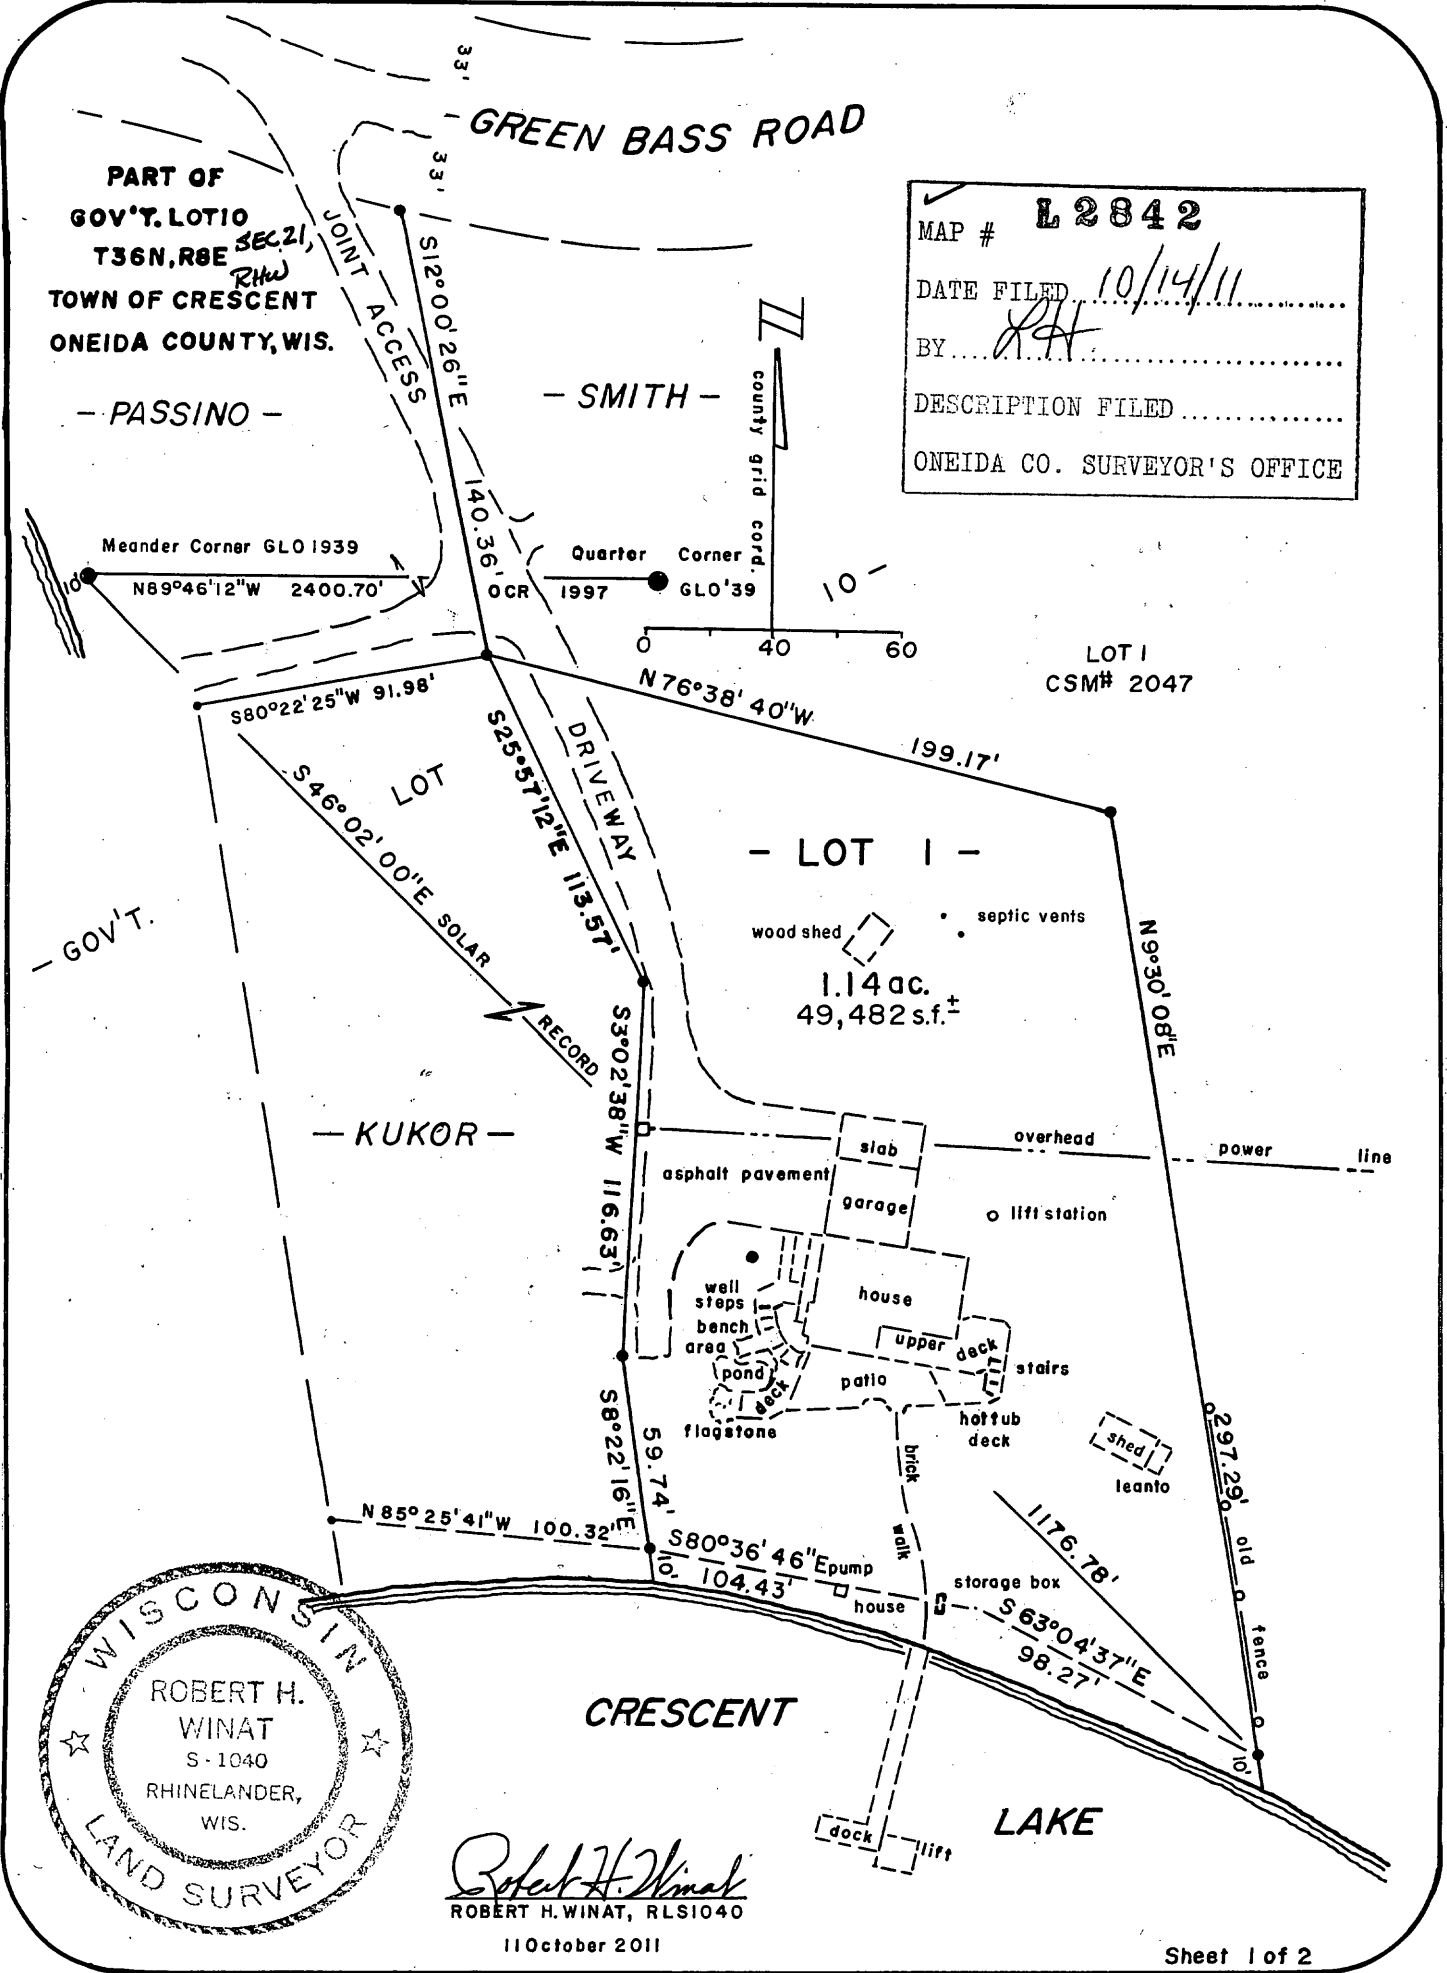 33'
- GREEN BASS ROAD
33'
PART OF
GOV'T. LOT 10
T36N, R8E SEC. 21,
RHW
TOWN OF CRESCENT
ONEIDA COUNTY, WIS.
MAP # L2842
DATE FILED 10/14/11
BY LH
DESCRIPTION FILED
ONEIDA CO. SURVEYOR'S OFFICE
JOINT ACCESS
S12°00'26"E 140.36'
- PASSINO -
- SMITH -
county grid cord.
Meander Corner GLO 1939
N89°46'12"W 2400.70'
10'
Quarter Corner
OCR 1997 GLO'39
10 -
0 40 60
LOT 1
CSM# 2047
S80°22'25"W 91.98'
N76°38'40"W 199.17'
S25°57'12"E 113.57'
DRIVEWAY
LOT
S46°02'00"E SOLAR
RECORD
- GOV'T.
- LOT 1 -
wood shed
septic vents
1.14 ac.
49,482 s.f.±
N9°30'08"E
297.29'
S3°02'38"W 116.63'
- KUKOR -
slab
overhead power line
asphalt pavement
garage
lift station
well
steps
house
bench
area
upper deck
stairs
pond
patio
deck
flagstone
hot tub
deck
shed
leanto
brick walk
S8°22'16"E 59.74'
N85°25'41"W 100.32'
S80°36'46"E
104.43'
10'
pump
house
storage box
1176.78'
S63°04'37"E
98.27'
old fence
10'
CRESCENT
LAKE
dock
lift
WISCONSIN
ROBERT H.
WINAT
S-1040
RHINELANDER,
WIS.
LAND SURVEYOR
Robert H. Winat
ROBERT H. WINAT, RLS1040
11 October 2011
Sheet 1 of 2